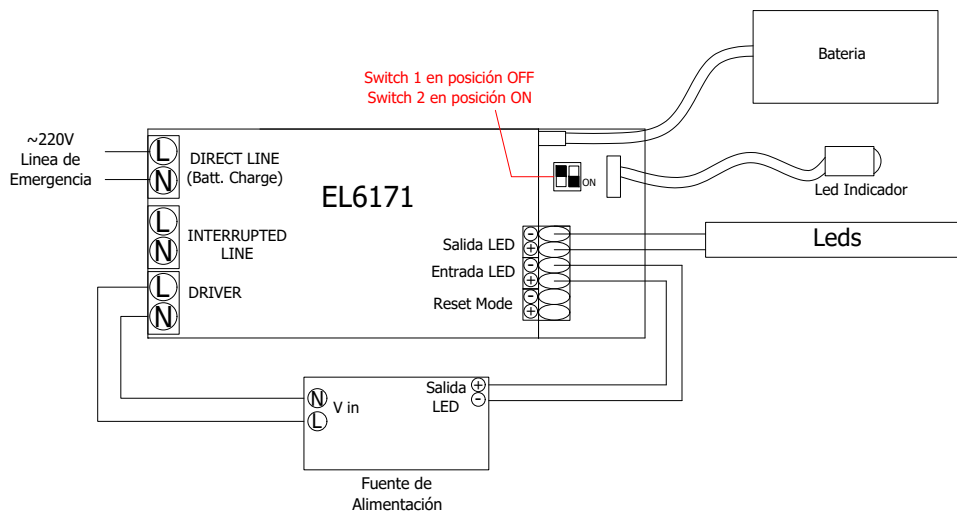 Bateria
Switch 1 en posición OFF
Switch 2 en posición ON
~220V
Linea de
Emergencia
L
N
DIRECT LINE
(Batt. Charge)
EL6171
ON
Led Indicador
L
N
INTERRUPTED
LINE
Salida LED
-
+
Leds
Entrada LED
-
+
L
N
DRIVER
Reset Mode
-
+
N
L
V in
Salida
LED
+
-
Fuente de
Alimentación